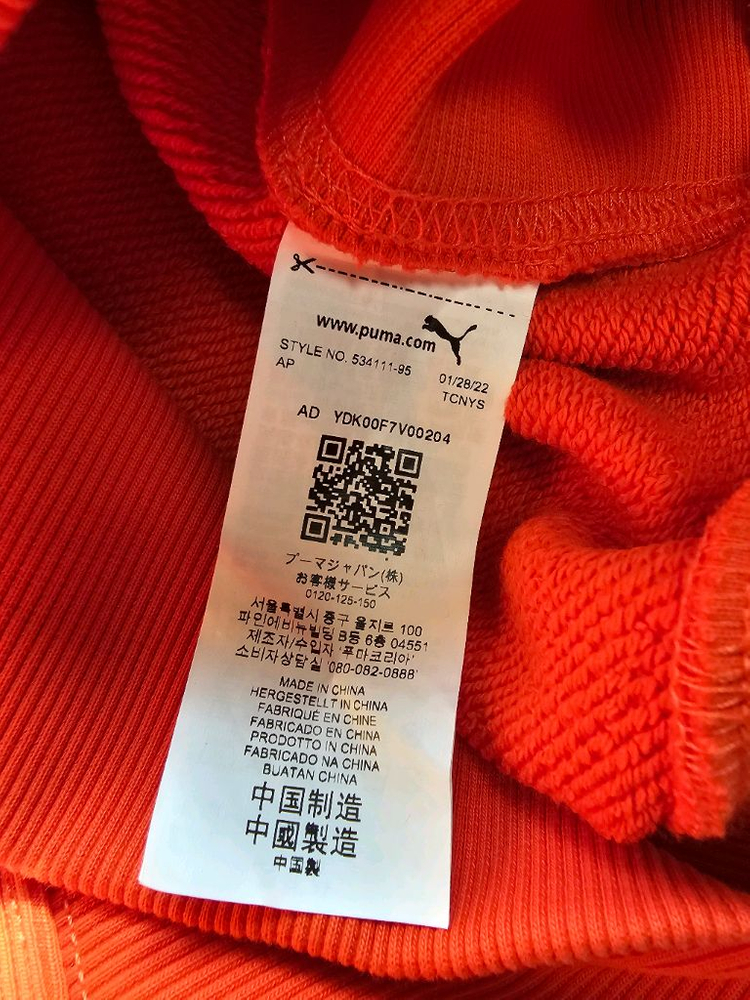 www.puma.com
STYLE NO. 534111-95
AP
01/28/22
TCNYS
AD YDK00F7V00204
プーマジャパン(株)
お客様サービス
0120-125-150
서울특별시 중구 을지로 100
파인에비뉴빌딩 B동 6층 04551
제조자/수입자 '푸마코리아'
소비자상담실 '080-082-0888'
MADE IN CHINA
HERGESTELLT IN CHINA
FABRIQUÉ EN CHINE
FABRICADO EN CHINA
PRODOTTO IN CHINA
FABRICADO NA CHINA
BUATAN CHINA
中国制造
中國製造
中国製